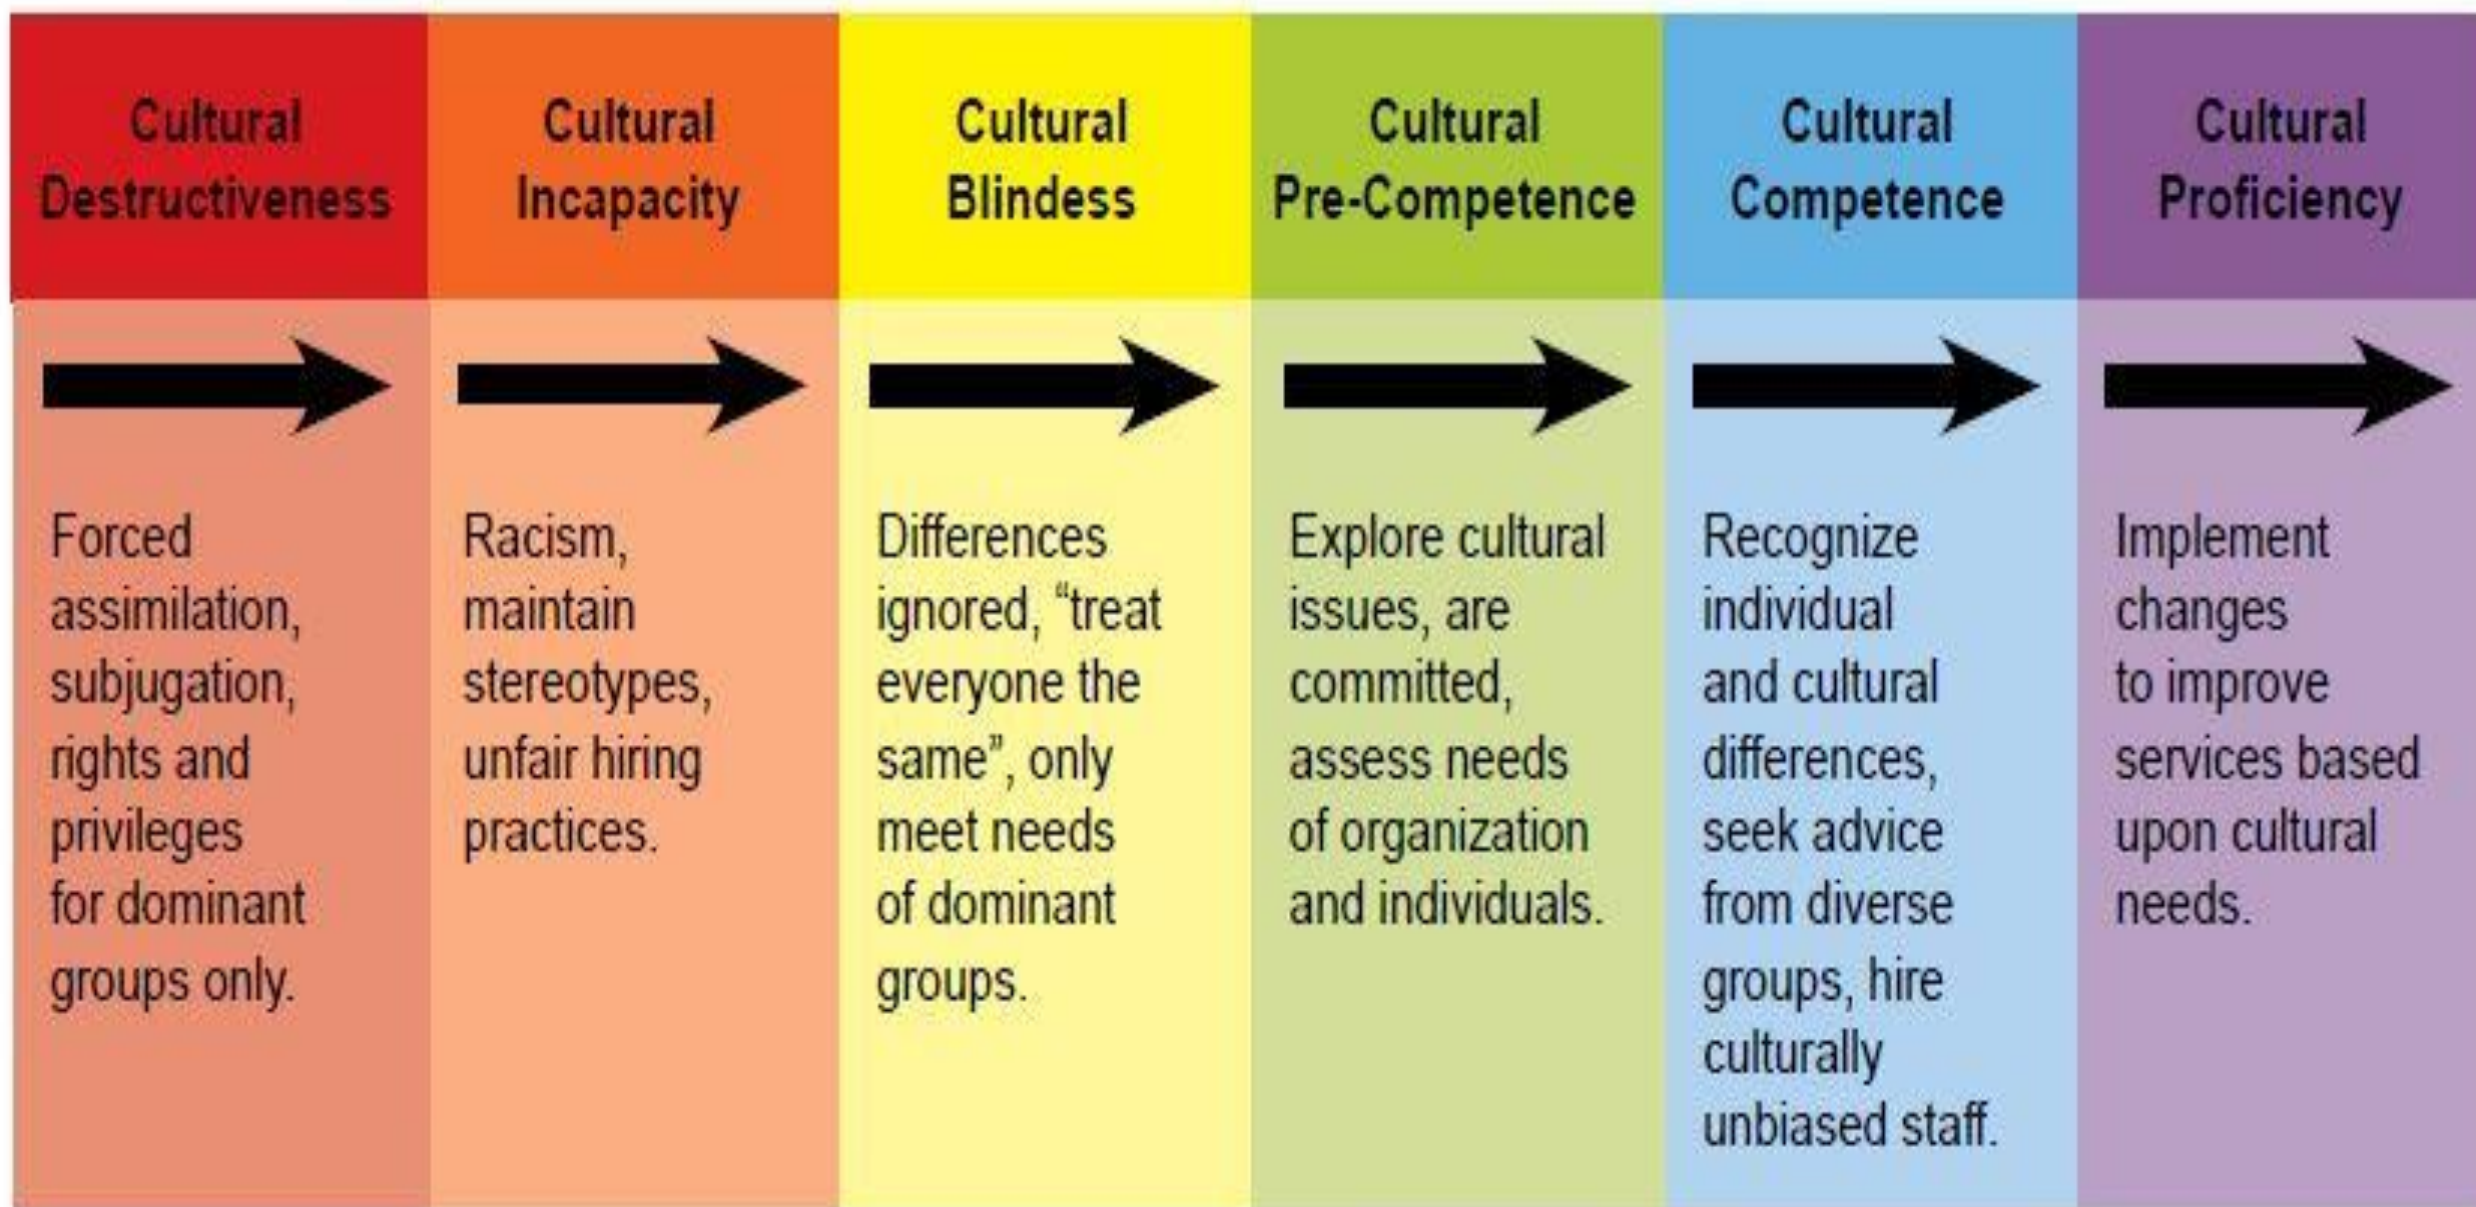 Cultural
Destructiveness
Forced
assimilation,
subjugation,
rights and
privileges
for dominant
groups only.
Cultural
Incapacity
Racism,
maintain
stereotypes,
unfair hiring
practices.
Cultural
Blindess
Differences
ignored, “treat
everyone the
same”, only
meet needs
of dominant
groups.
Cultural
Pre-Competence
Explore cultural
issues, are
committed,
assess needs
of organization
and individuals.
Cultural
Competence
Recognize
individual
and cultural
differences,
seek advice
from diverse
groups, hire
culturally
unbiased staff.
Cultural
Proficiency
Implement
changes
to improve
services based
upon cultural
needs.